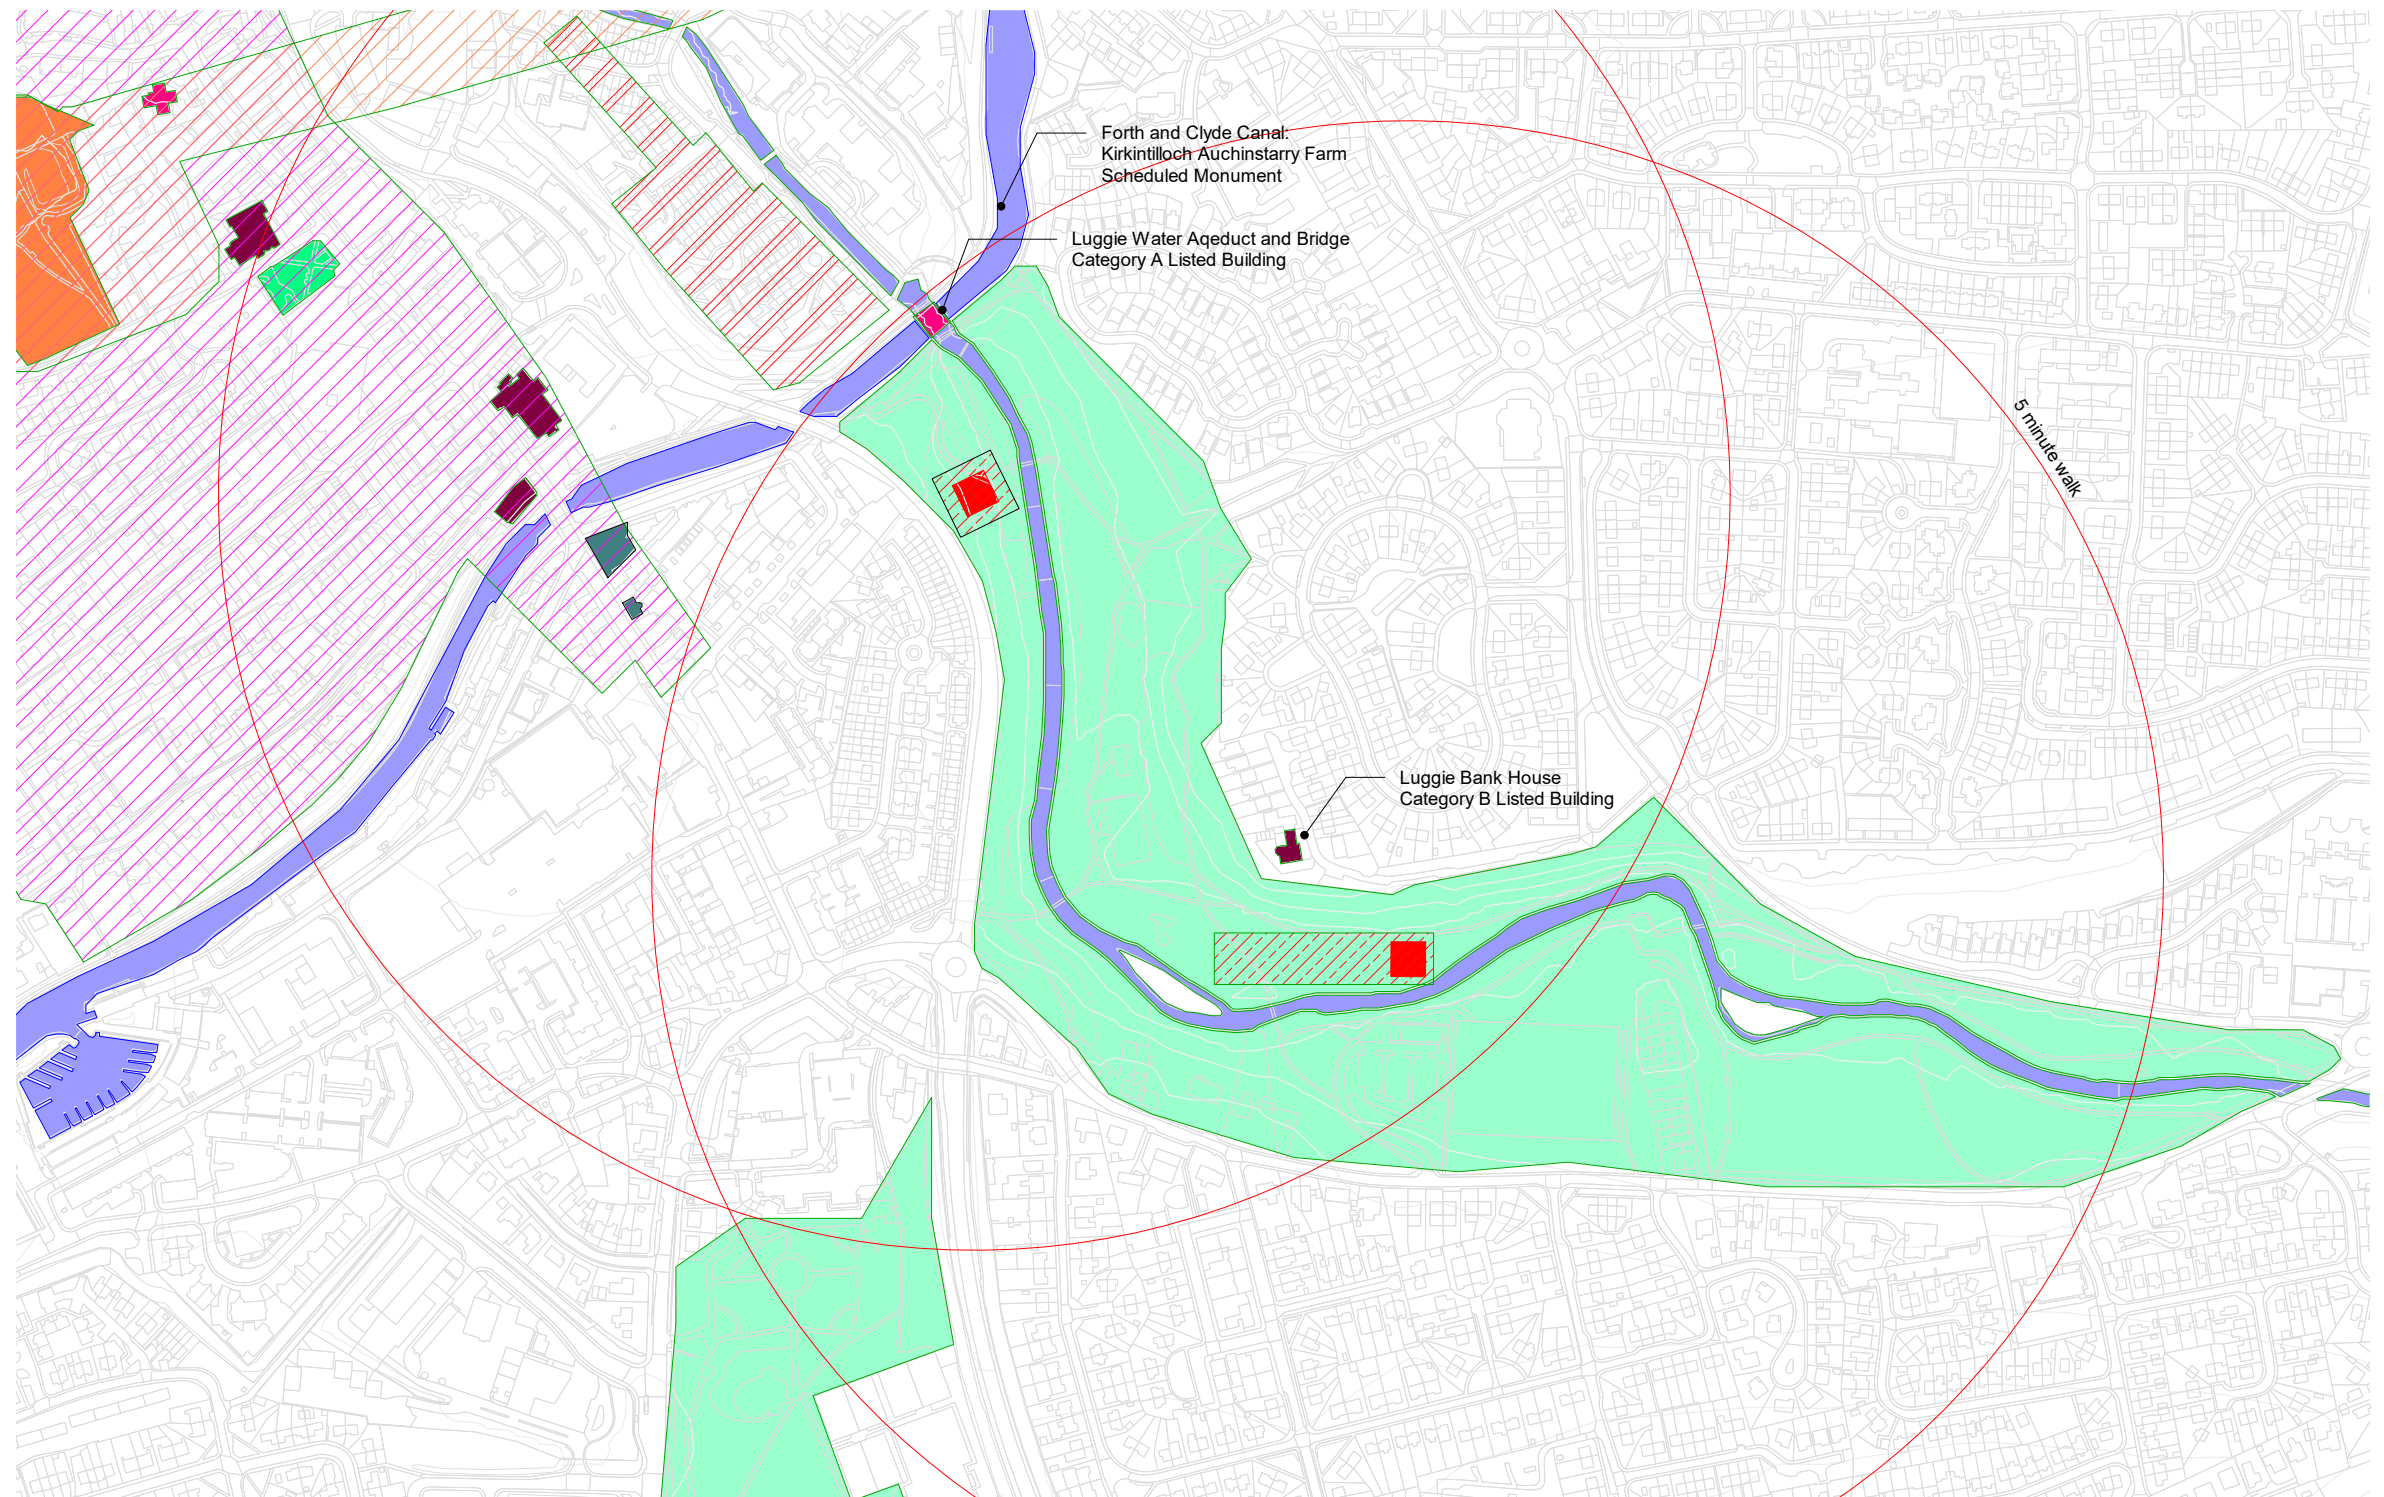 Forth and Clyde Canal:
Kirkintilloch Auchinstarry Farm
Scheduled Monument
Luggie Water Aqeduct and Bridge
Category A Listed Building
5 minute walk
Luggie Bank House
Category B Listed Building